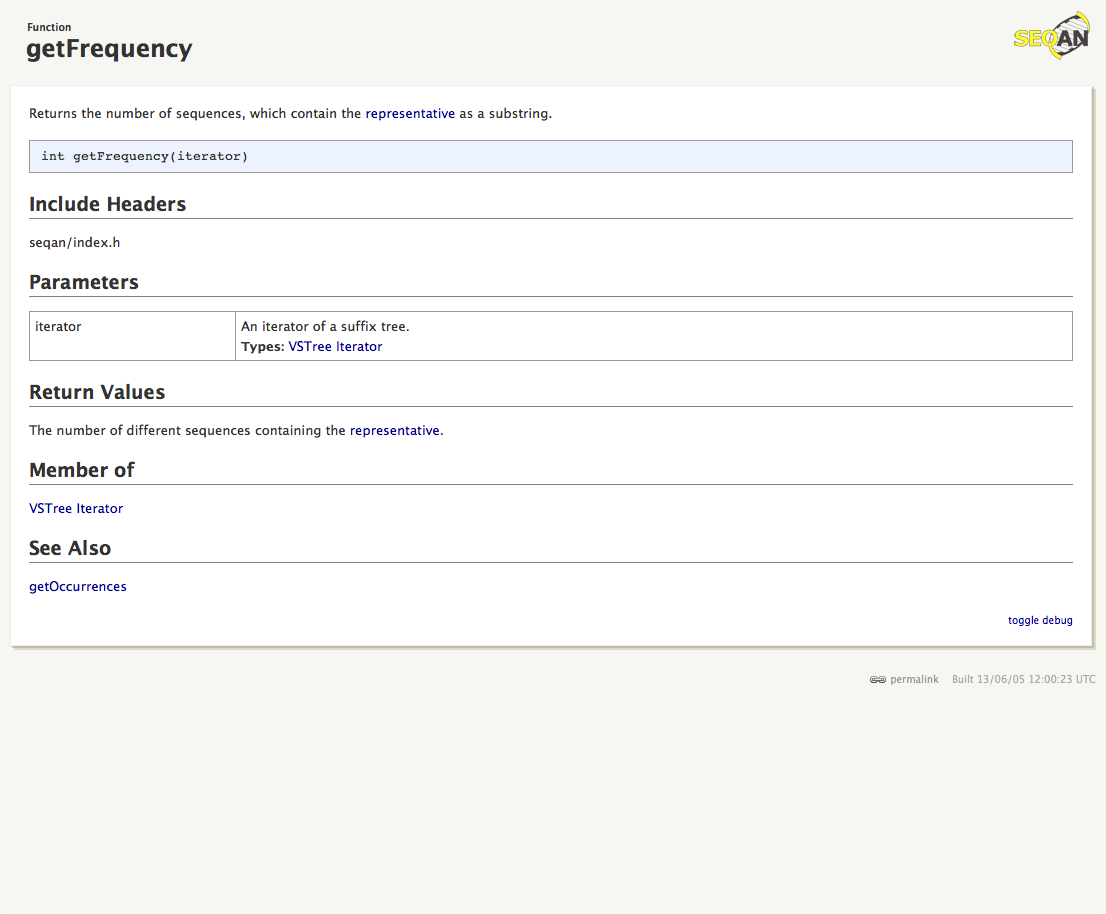 Function
getFrequency
SEQAN
Returns the number of sequences, which contain the representative as a substring.
int getFrequency(iterator)
Include Headers
seqan/index.h
Parameters
iterator
An iterator of a suffix tree.
Types: VSTree Iterator
Return Values
The number of different sequences containing the representative.
Member of
VSTree Iterator
See Also
getOccurrences
toggle debug
permalink Built 13/06/05 12:00:23 UTC